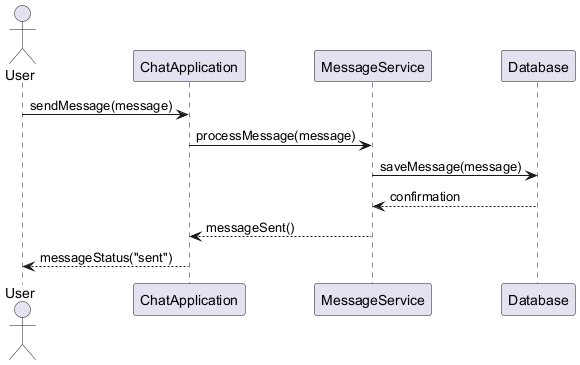 User
ChatApplication
MessageService
Database
sendMessage(message)
processMessage(message)
saveMessage(message)
confirmation
messageSent()
messageStatus("sent")
User
ChatApplication
MessageService
Database